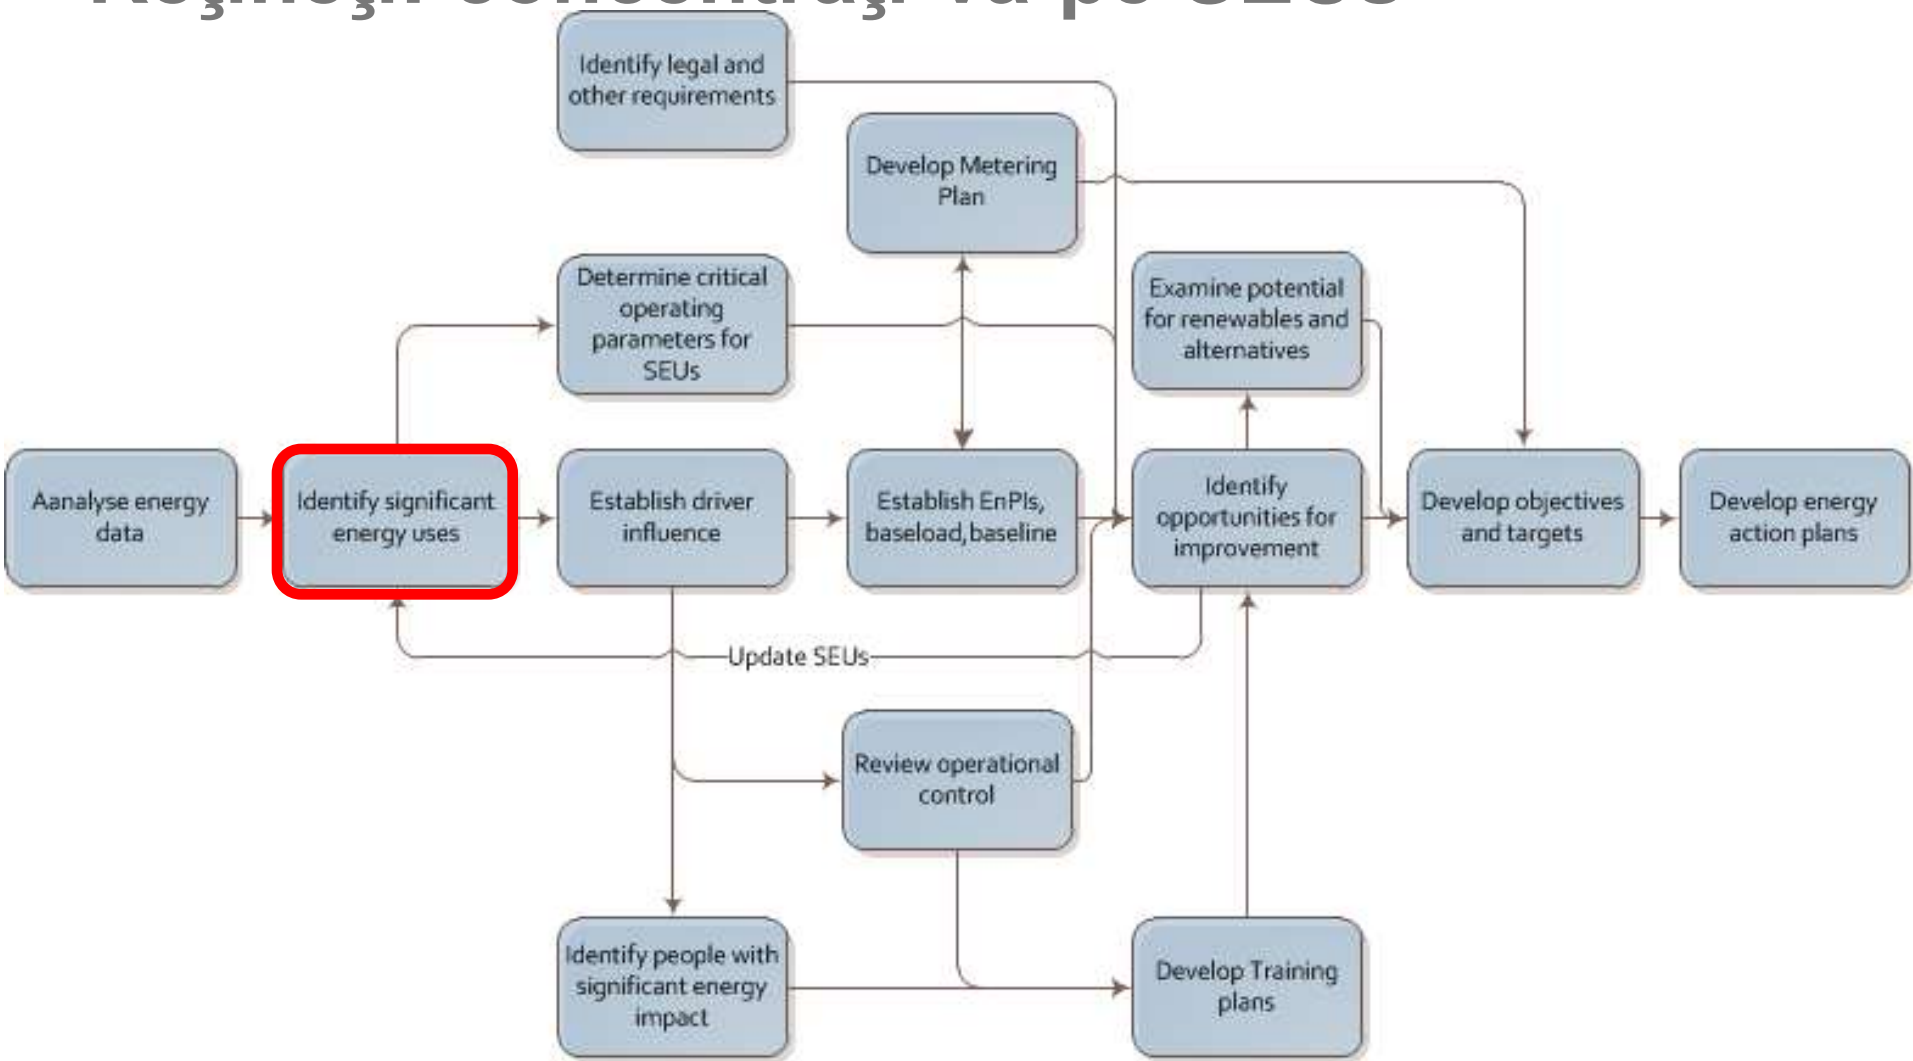 Identify legal and
other requirements
Develop Metering
Plan
Determine critical
operating
parameters for
SEUs
Examine potential
for renewables and
alternatives
Aanalyse energy
data
Identify significant
energy uses
Establish driver
influence
Establish EnPIs,
baseload, baseline
Identify
opportunities for
improvement
Develop objectives
and targets
Develop energy
action plans
Update SEUs
Review operational
control
Identify people with
significant energy
impact
Develop Training
plans